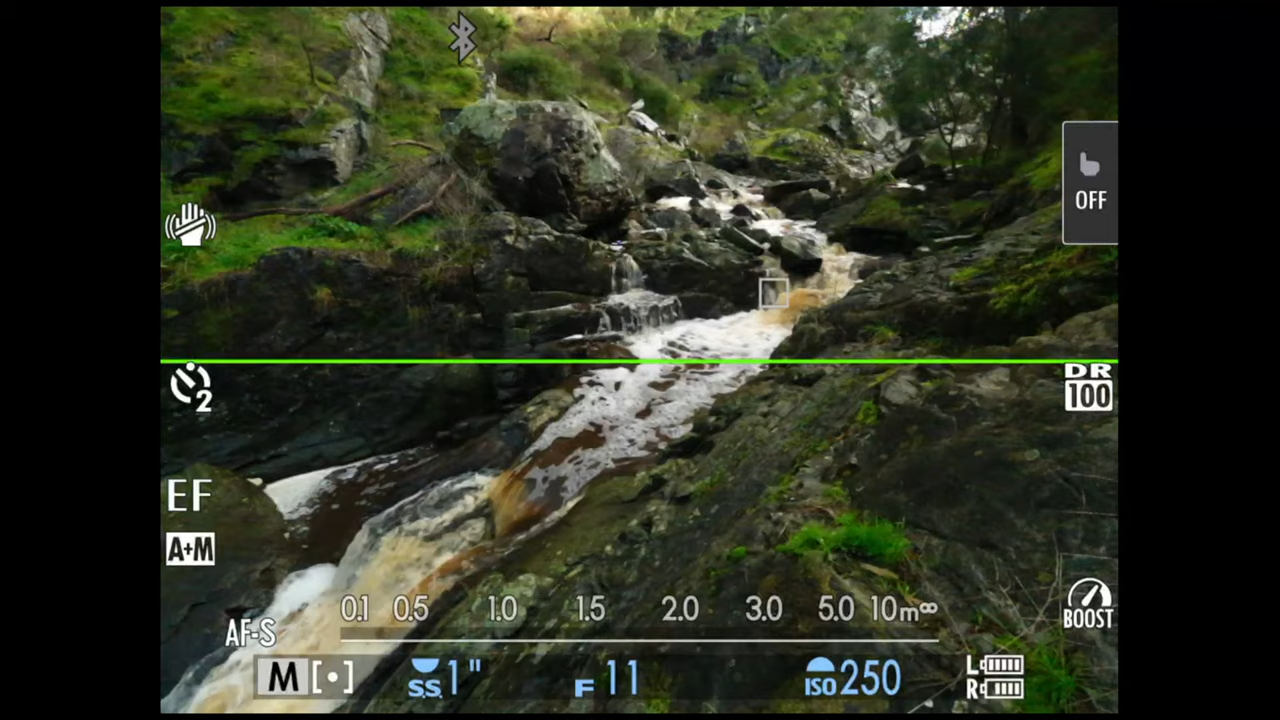 OFF
2
DR
100
EF
A+M
BOOST
0.1 0.5 1.0 1.5 2.0 3.0 5.0 10m∞
AF-S
M [•] S.S. 1" F 11 ISO 250
L
R